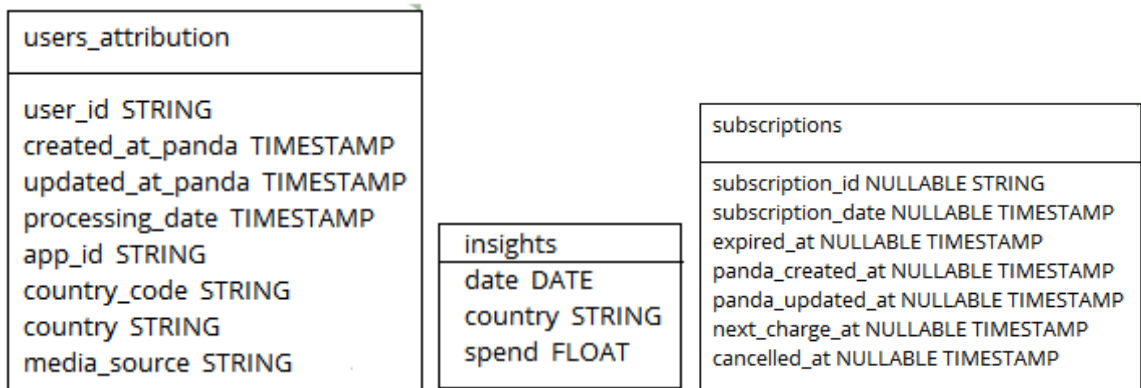 users_attribution
user_id STRING
created_at_panda TIMESTAMP
updated_at_panda TIMESTAMP
processing_date TIMESTAMP
app_id STRING
country_code STRING
country STRING
media_source STRING
insights
date DATE
country STRING
spend FLOAT
subscriptions
subscription_id NULLABLE STRING
subscription_date NULLABLE TIMESTAMP
expired_at NULLABLE TIMESTAMP
panda_created_at NULLABLE TIMESTAMP
panda_updated_at NULLABLE TIMESTAMP
next_charge_at NULLABLE TIMESTAMP
cancelled_at NULLABLE TIMESTAMP